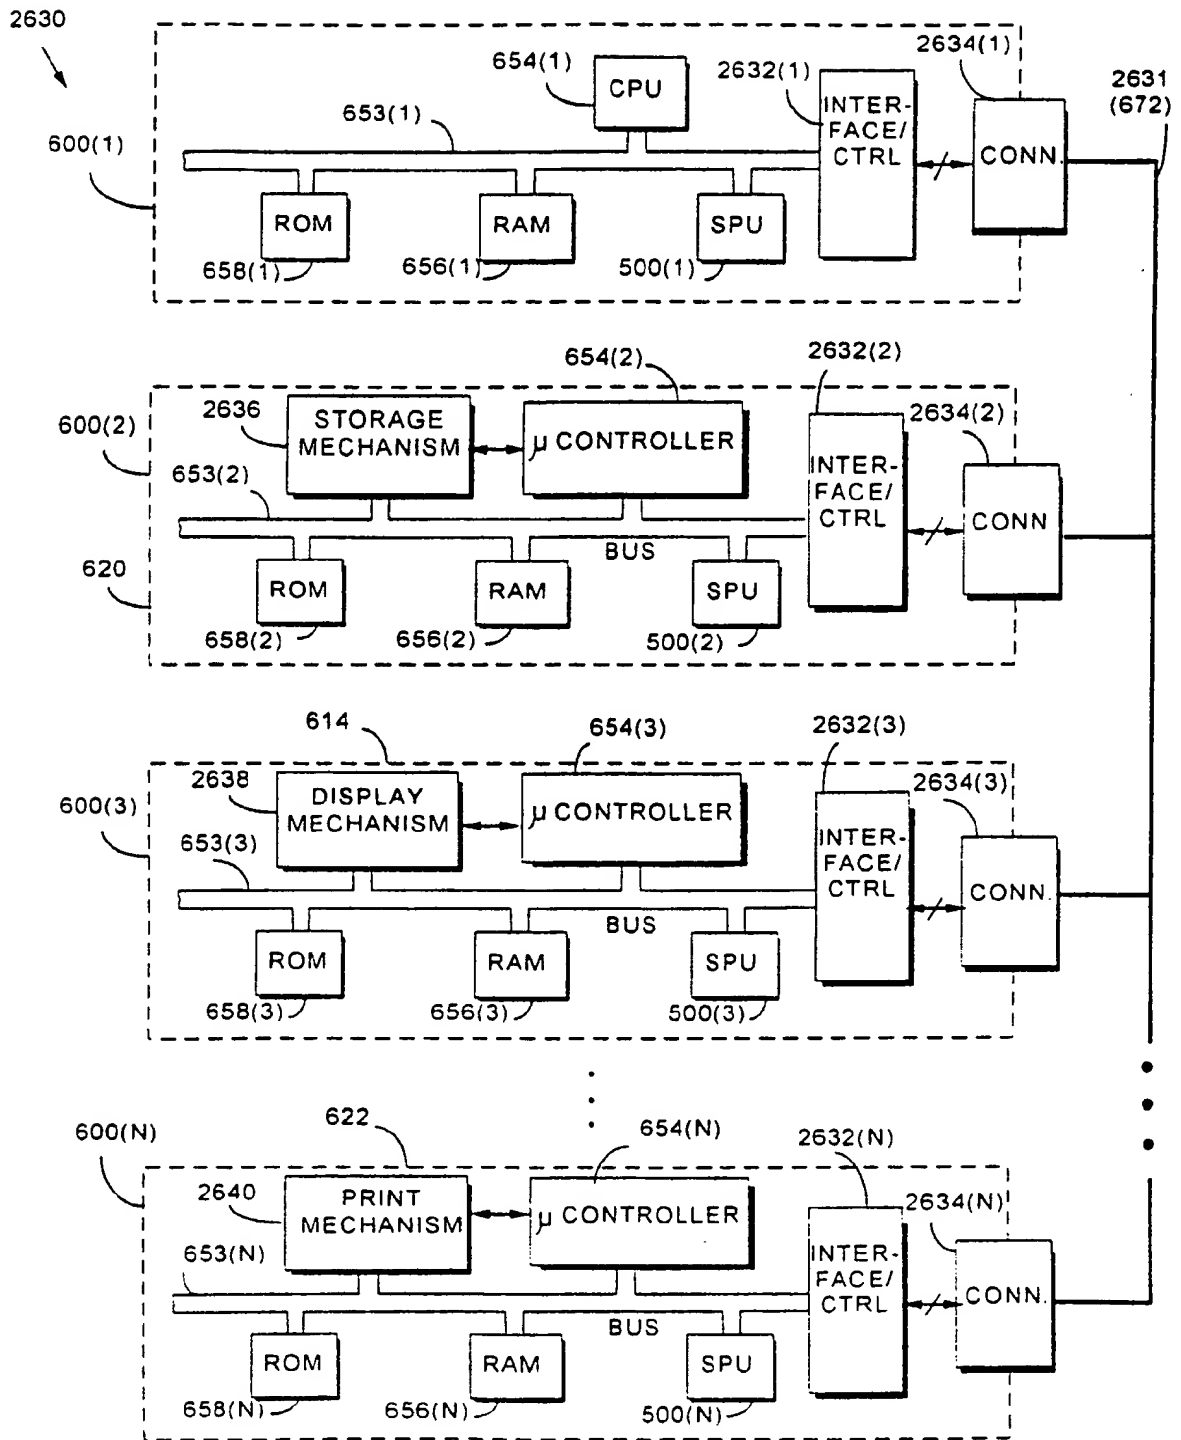 2630
654(1)
CPU
2632(1)
2634(1)
2631
(672)
653(1)
600(1)
INTER-
FACE/
CTRL
CONN.
ROM
RAM
SPU
658(1)
656(1)
500(1)
654(2)
2632(2)
2636
STORAGE
MECHANISM
µ CONTROLLER
600(2)
2634(2)
653(2)
INTER-
FACE/
CTRL
CONN
BUS
620
ROM
RAM
SPU
658(2)
656(2)
500(2)
614
654(3)
2632(3)
2638
DISPLAY
MECHANISM
µ CONTROLLER
2634(3)
600(3)
653(3)
INTER-
FACE/
CTRL
CONN.
BUS
ROM
RAM
SPU
658(3)
656(3)
500(3)
622
654(N)
2632(N)
600(N)
2640
PRINT
MECHANISM
µ CONTROLLER
2634(N)
653(N)
INTER-
FACE/
CTRL
CONN.
BUS
ROM
RAM
SPU
658(N)
656(N)
500(N)